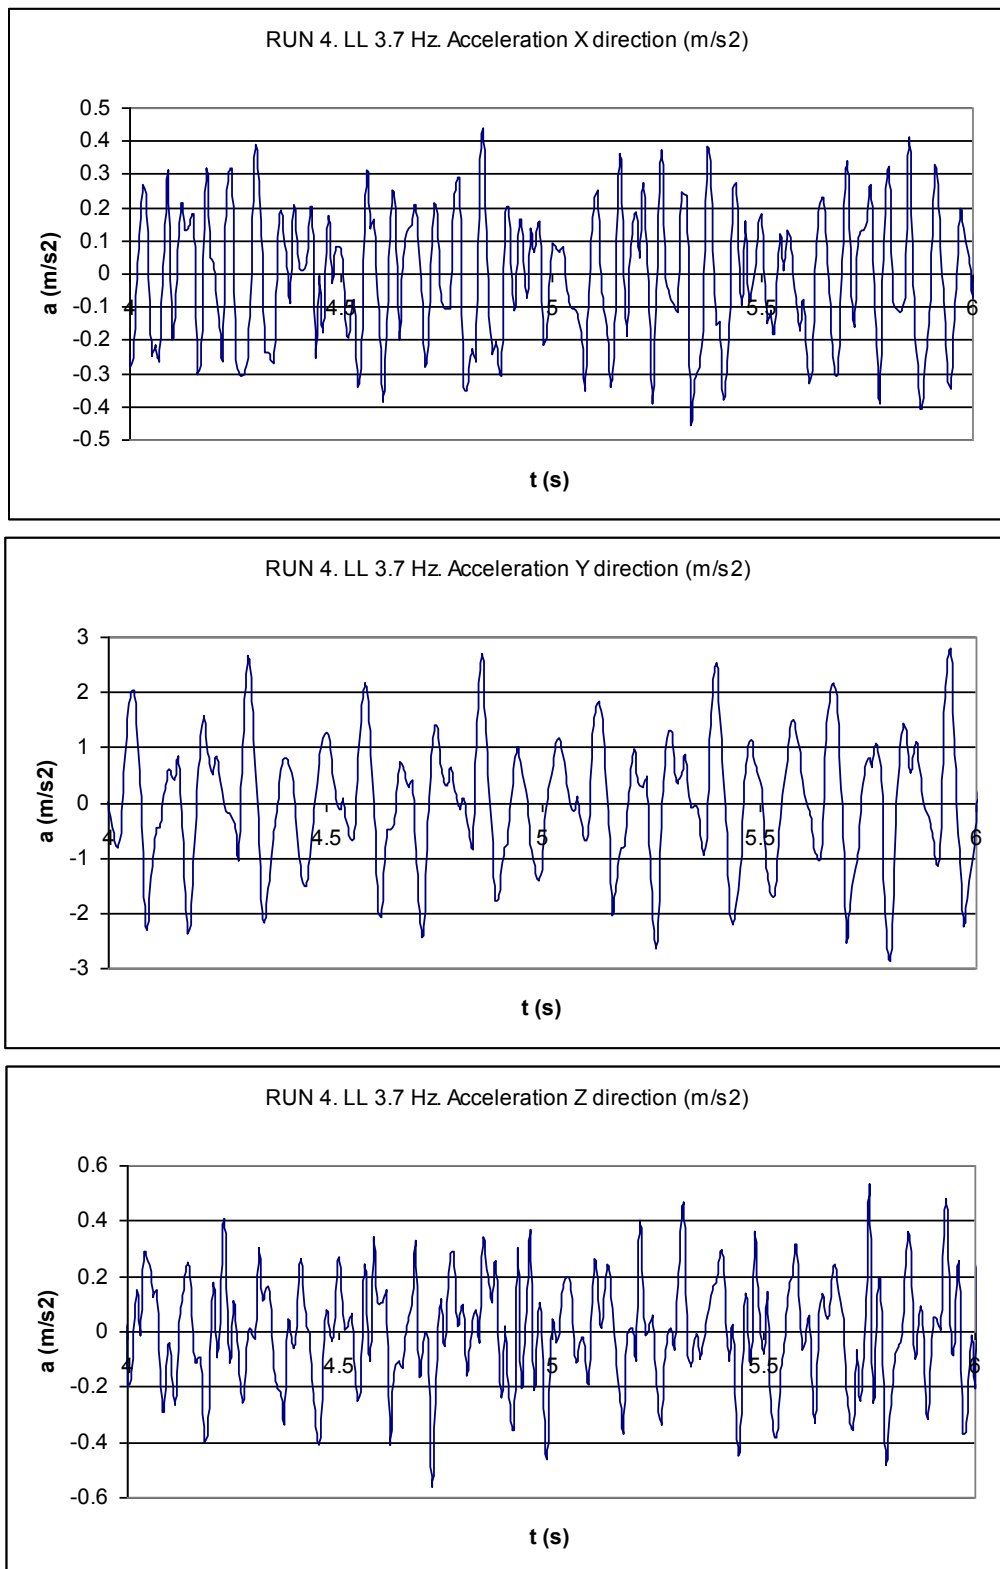 RUN 4. LL 3.7 Hz. Acceleration X direction (m/s2)
0.5
0.4
0.3
0.2
0.1
0
-0.1
-0.2
-0.3
-0.4
-0.5
a (m/s2)
4 4.5 5 5.5 6
t (s)
RUN 4. LL 3.7 Hz. Acceleration Y direction (m/s2)
3
2
1
0
-1
-2
-3
a (m/s2)
4 4.5 5 5.5 6
t (s)
RUN 4. LL 3.7 Hz. Acceleration Z direction (m/s2)
0.6
0.4
0.2
0
-0.2
-0.4
-0.6
a (m/s2)
4 4.5 5 5.5 6
t (s)